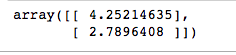 array([[ 4.25214635],
       [ 2.7896408 ]])